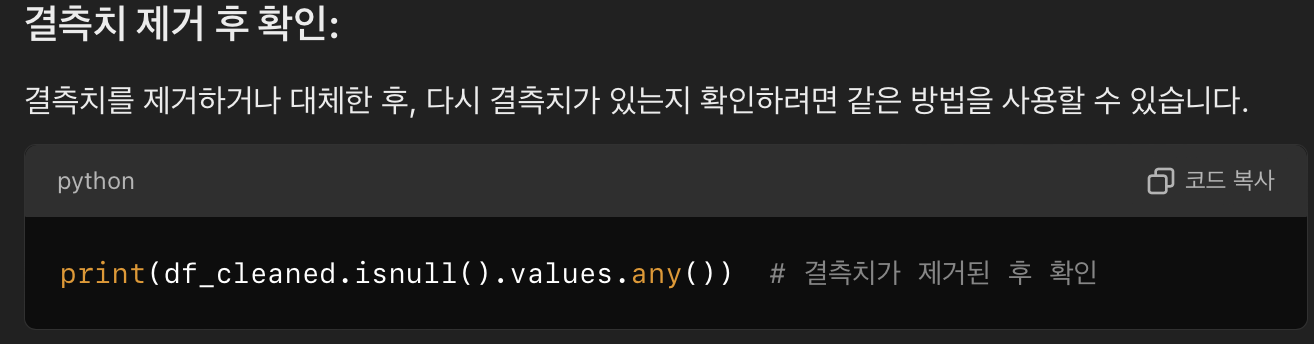 결측치 제거 후 확인:
결측치를 제거하거나 대체한 후, 다시 결측치가 있는지 확인하려면 같은 방법을 사용할 수 있습니다.
python 코드 복사
print(df_cleaned.isnull().values.any())  # 결측치가 제거된 후 확인